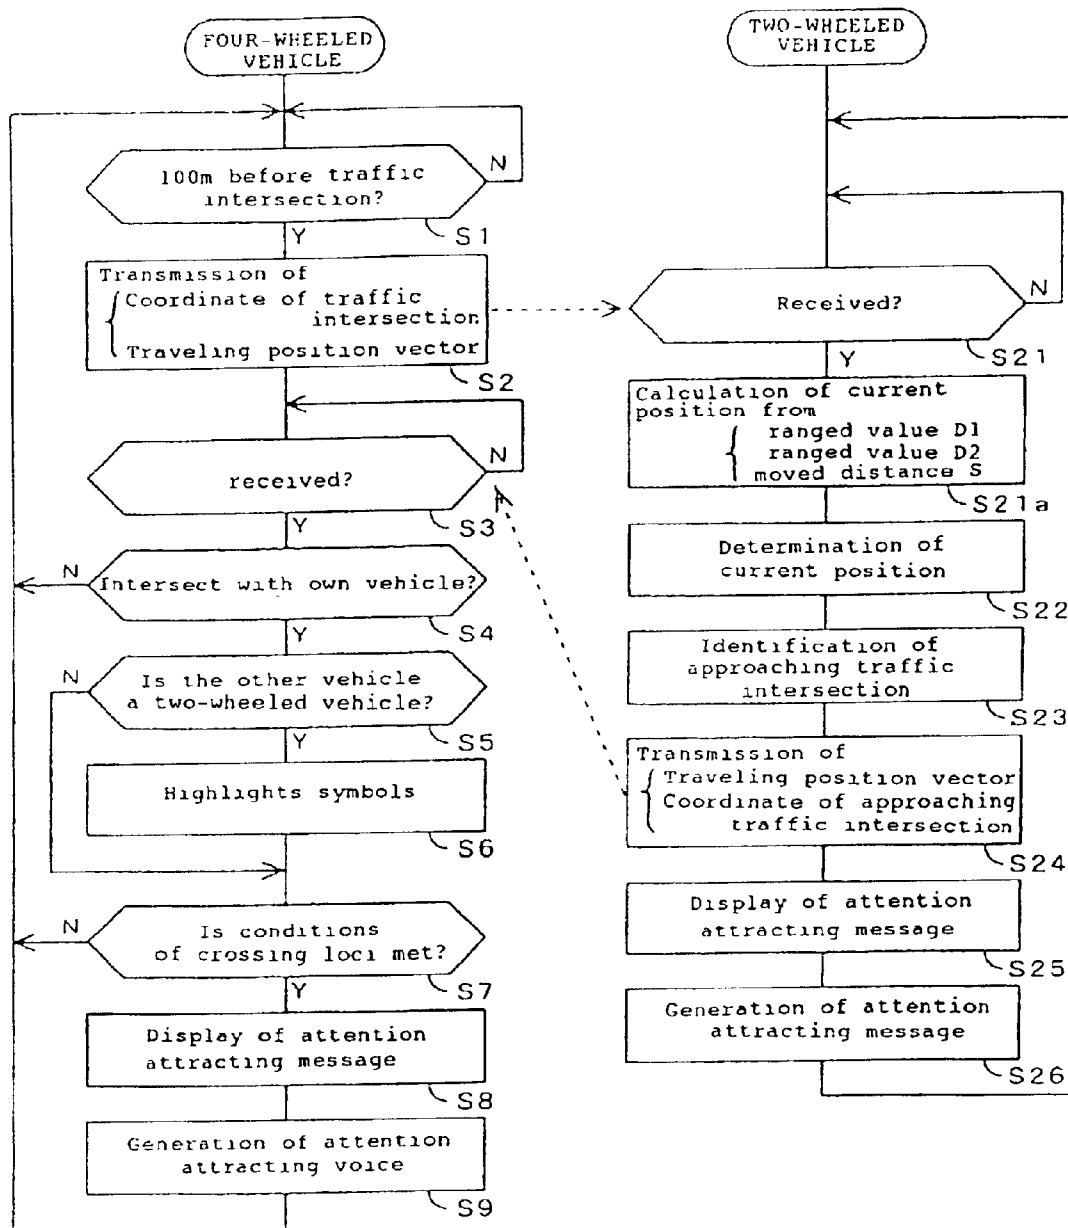 FOUR-WHEELED
VEHICLE
N
100m before traffic
intersection?
S1
Y
Transmission of
Coordinate of traffic
intersection
Traveling position vector
S2
N
received?
S3
Y
N
Intersect with own vehicle?
S4
Y
N
Is the other vehicle
a two-wheeled vehicle?
S5
Y
Highlights symbols
S6
N
Is conditions
of crossing loci met?
S7
Y
Display of attention
attracting message
S8
Generation of attention
attracting voice
S9
TWO-WHEELED
VEHICLE
N
Received?
S21
Y
Calculation of current
position from
ranged value D1
ranged value D2
moved distance S
S21a
Determination of
current position
S22
Identification of
approaching traffic
intersection
S23
Transmission of
Traveling position vector
Coordinate of approaching
traffic intersection
S24
Display of attention
attracting message
S25
Generation of attention
attracting message
S26